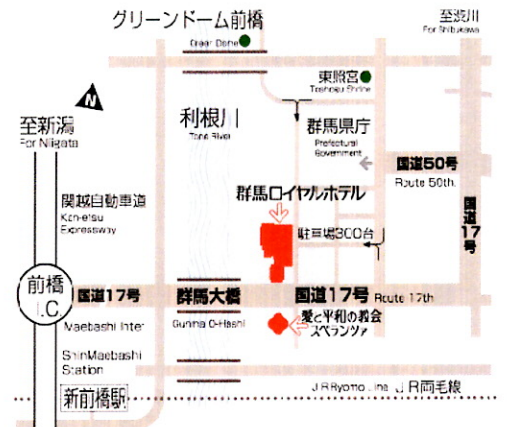 グリーンドーム前橋
Green Dome
至渋川
For Shibukawa
東照宮
Toshogu Shrine
N
利根川
Tone River
群馬県庁
Prefectural
Government
至新潟
For Niigata
国道50号
Route 50th.
関越自動車道
Kan-etsu
Expressway
群馬ロイヤルホテル
国道17号
駐車場300台
前橋
I.C
国道17号
群馬大橋
国道17号 Route 17th
Maebashi Inter
Gunma O-Hashi
愛と平和の教会
スペランツァ
ShinMaebashi
Station
新前橋駅
J.R.Ryomo Line JR両毛線